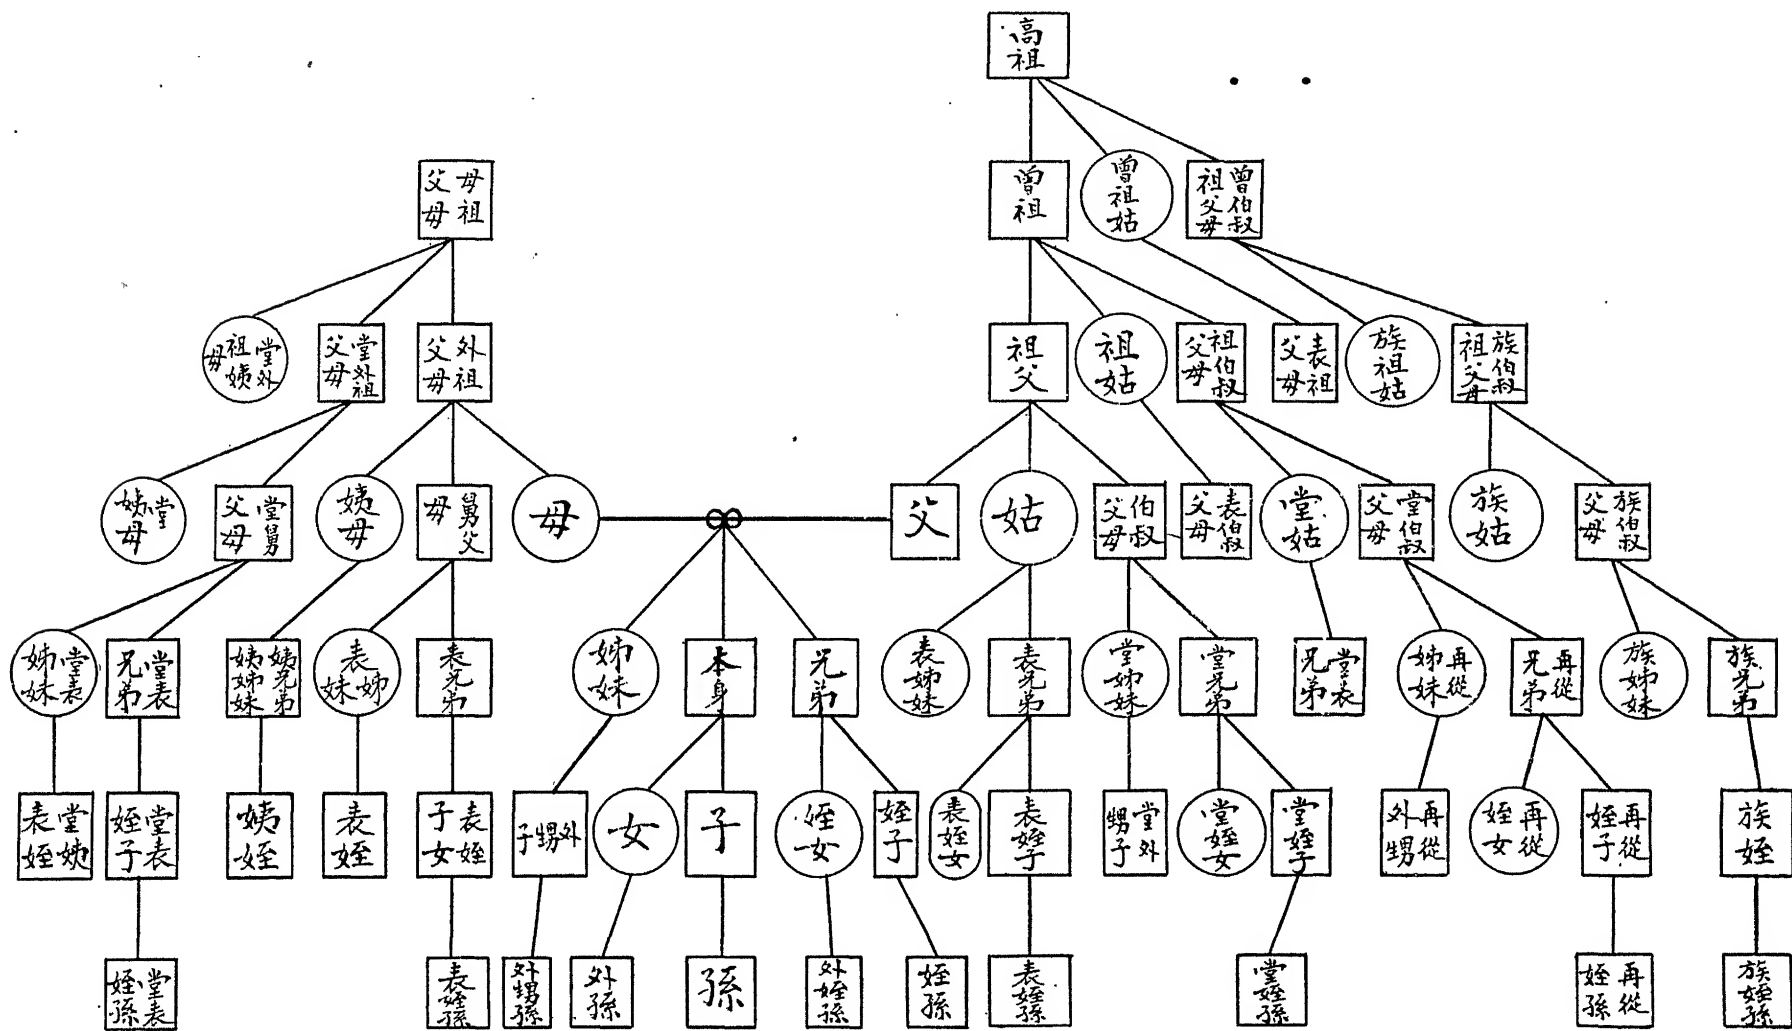 高祖
母祖父母
曾祖
曾祖姑
曾伯叔祖父母
堂外祖姨母
堂外祖父母
外祖父母
祖父
祖姑
祖伯叔父母
表祖父母
族祖姑
族伯叔祖父母
堂姨母
堂舅父母
姨母
舅父母
母
父
姑
伯叔父母
表伯叔父母
堂姑
堂伯叔父母
族姑
族伯叔父母
堂表姊妹
堂表兄弟
姨兄弟姨姊妹
表姊妹
表兄弟
姊妹
本身
兄弟
表姊妹
表兄弟
堂姊妹
堂兄弟
堂表兄弟
再從姊妹
再從兄弟
族姊妹
族兄弟
堂姨表姪
堂表姪子
姨姪
表姪
表姪子女
外甥子
女
子
姪女
姪子
表姪女
表姪子
堂外甥子
堂姪女
堂姪子
再從外甥
再從姪女
再從姪子
族姪
堂表姪孫
表姪孫
外甥孫
外孫
孫
外姪孫
姪孫
表姪孫
堂姪孫
再從姪孫
族姪孫